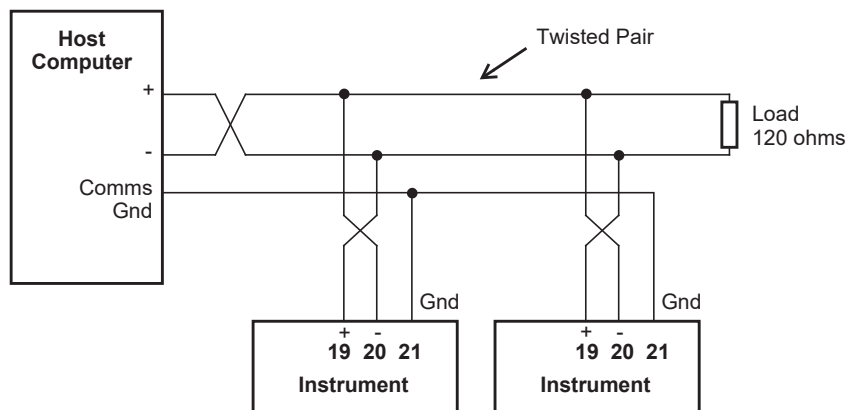 Host
Computer
Twisted Pair
+
Load
120 ohms
-
Comms
Gnd
Gnd
Gnd
+ -
+ -
19 20 21
19 20 21
Instrument
Instrument